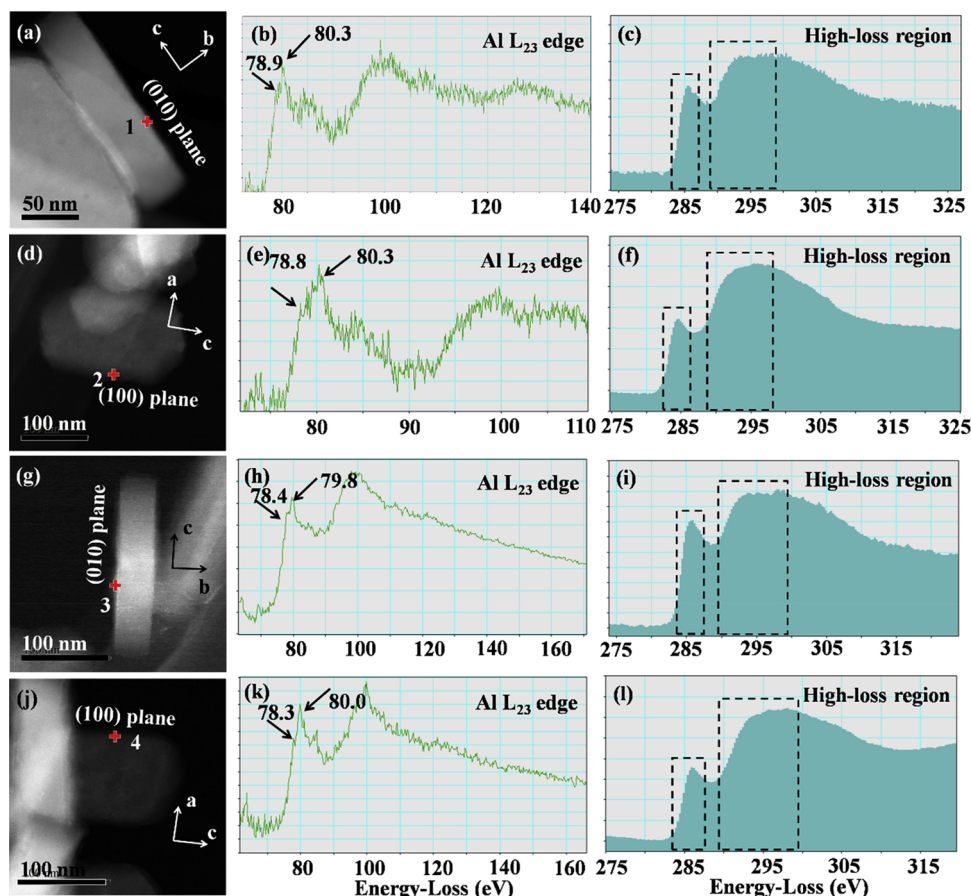 (a)
c
b
(010) plane
1
50 nm
(b)
80.3
78.9
Al L23 edge
80 100 120 140
(c)
High-loss region
275 285 295 305 315 325
(d)
a
c
2
(100) plane
100 nm
(e)
80.3
78.8
Al L23 edge
80 90 100 109
(f)
High-loss region
275 285 295 305 315 325
(g)
(010) plane
c
b
3
100 nm
(h)
79.8
78.4
Al L23 edge
80 100 120 140 160
(i)
High-loss region
275 285 295 305 315
(j)
(100) plane
4
a
c
100 nm
(k)
80.0
78.3
Al L23 edge
80 100 120 140 160
Energy-Loss (eV)
(l)
High-loss region
275 285 295 305 315
Energy-Loss (eV)